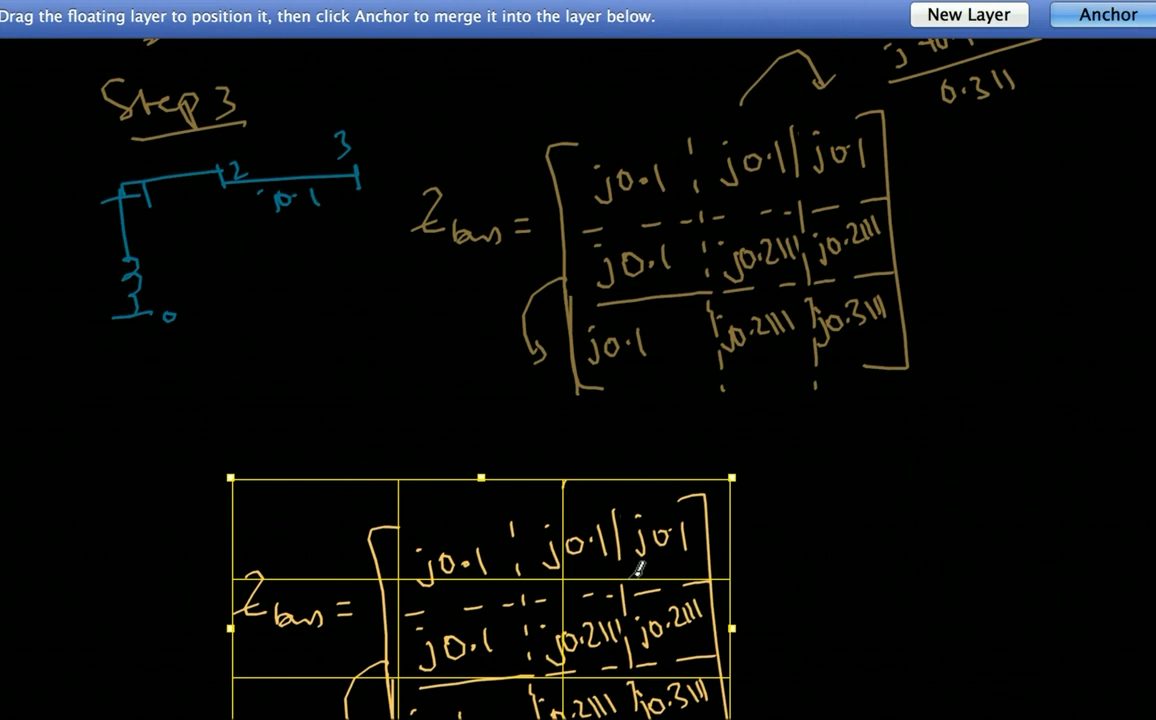 Drag the floating layer to position it, then click Anchor to merge it into the layer below.
New Layer
Anchor
0.311
Step 3
3
2
1
j0.1
0
Zbus =
j0.1 j0.1 j0.1
j0.1 j0.2111 j0.2111
j0.1 j0.2111 j0.3111
Zbus =
j0.1 j0.1 j0.1
j0.1 j0.2111 j0.2111
j0.2111 j0.3111